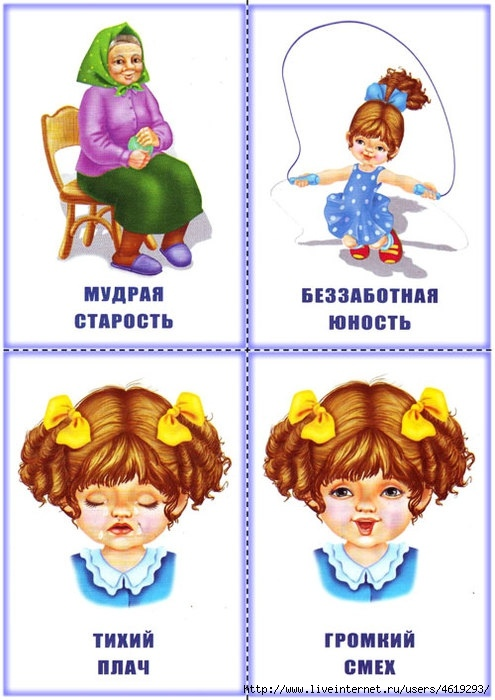 МУДРАЯ
СТАРОСТЬ
БЕЗЗАБОТНАЯ
ЮНОСТЬ
ТИХИЙ
ПЛАЧ
ГРОМКИЙ
СМЕХ
http://www.liveinternet.ru/users/4619293/